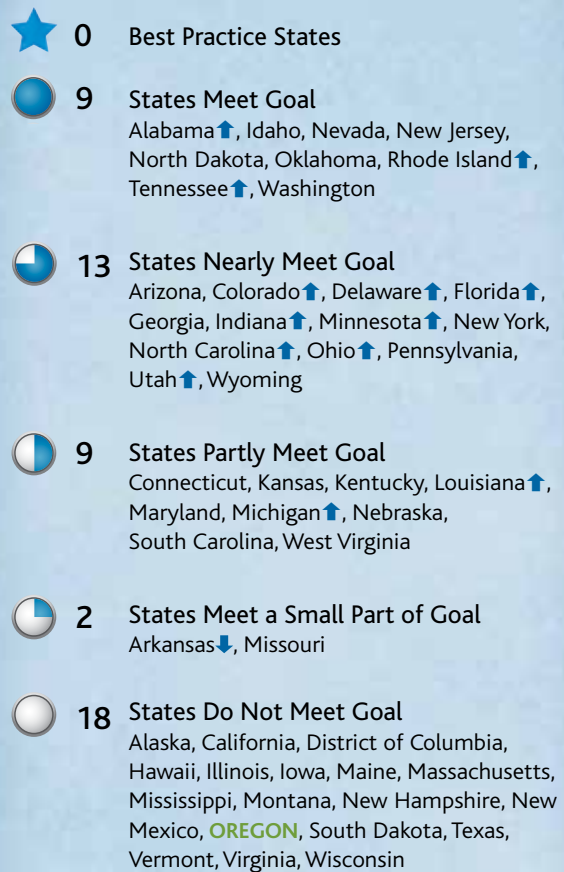 0 Best Practice States
9 States Meet Goal
Alabama⬆, Idaho, Nevada, New Jersey,
North Dakota, Oklahoma, Rhode Island⬆,
Tennessee⬆, Washington
13 States Nearly Meet Goal
Arizona, Colorado⬆, Delaware⬆, Florida⬆,
Georgia, Indiana⬆, Minnesota⬆, New York,
North Carolina⬆, Ohio⬆, Pennsylvania,
Utah⬆, Wyoming
9 States Partly Meet Goal
Connecticut, Kansas, Kentucky, Louisiana⬆,
Maryland, Michigan⬆, Nebraska,
South Carolina, West Virginia
2 States Meet a Small Part of Goal
Arkansas⬇, Missouri
18 States Do Not Meet Goal
Alaska, California, District of Columbia,
Hawaii, Illinois, Iowa, Maine, Massachusetts,
Mississippi, Montana, New Hampshire, New
Mexico, OREGON, South Dakota, Texas,
Vermont, Virginia, Wisconsin